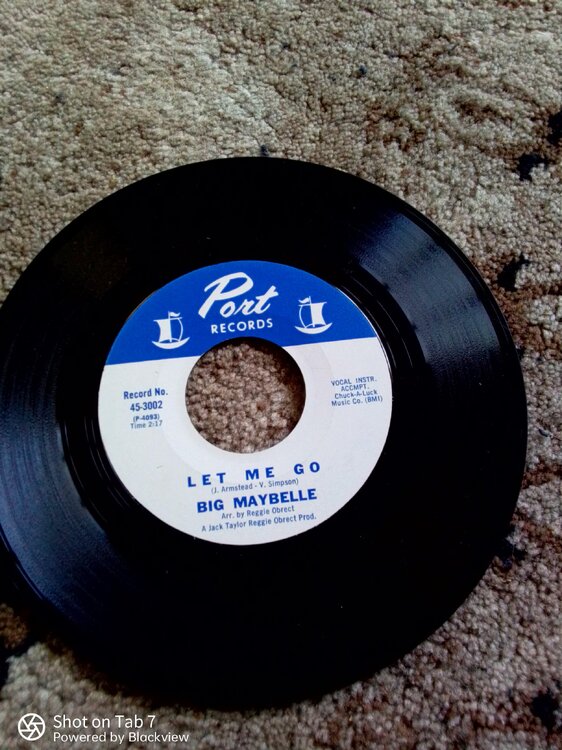 Port
RECORDS
Record No.
45-3002
(P-4093)
Time 2:17
VOCAL INSTR.
ACCMPT.
Chuck-A-Luck
Music Co. (BMI)
LET ME GO
(J. Armstead - V. Simpson)
BIG MAYBELLE
Arr. by Reggie Obrect
A Jack Taylor Reggie Obrect Prod.
Shot on Tab 7
Powered by Blackview